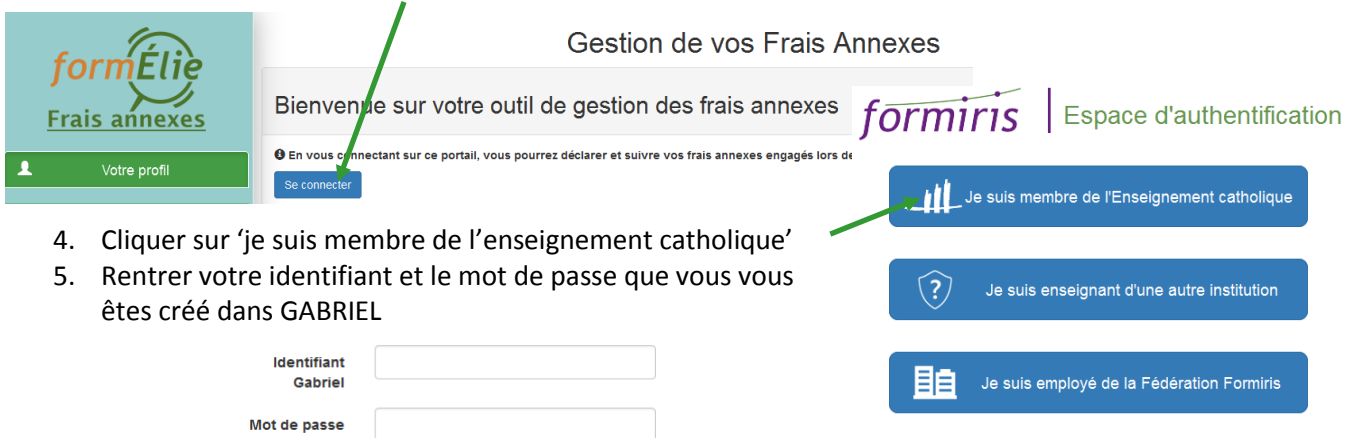 formÉlie
Frais annexes
Votre profil
Gestion de vos Frais Annexes
Bienvenue sur votre outil de gestion des frais annexes
En vous connectant sur ce portail, vous pourrez déclarer et suivre vos frais annexes engagés lors de
Se connecter
formiris
Espace d'authentification
Je suis membre de l'Enseignement catholique
Je suis enseignant d'une autre institution
Je suis employé de la Fédération Formiris
4. Cliquer sur ‘je suis membre de l’enseignement catholique’
5. Rentrer votre identifiant et le mot de passe que vous vous
êtes créé dans GABRIEL
Identifiant
Gabriel
Mot de passe